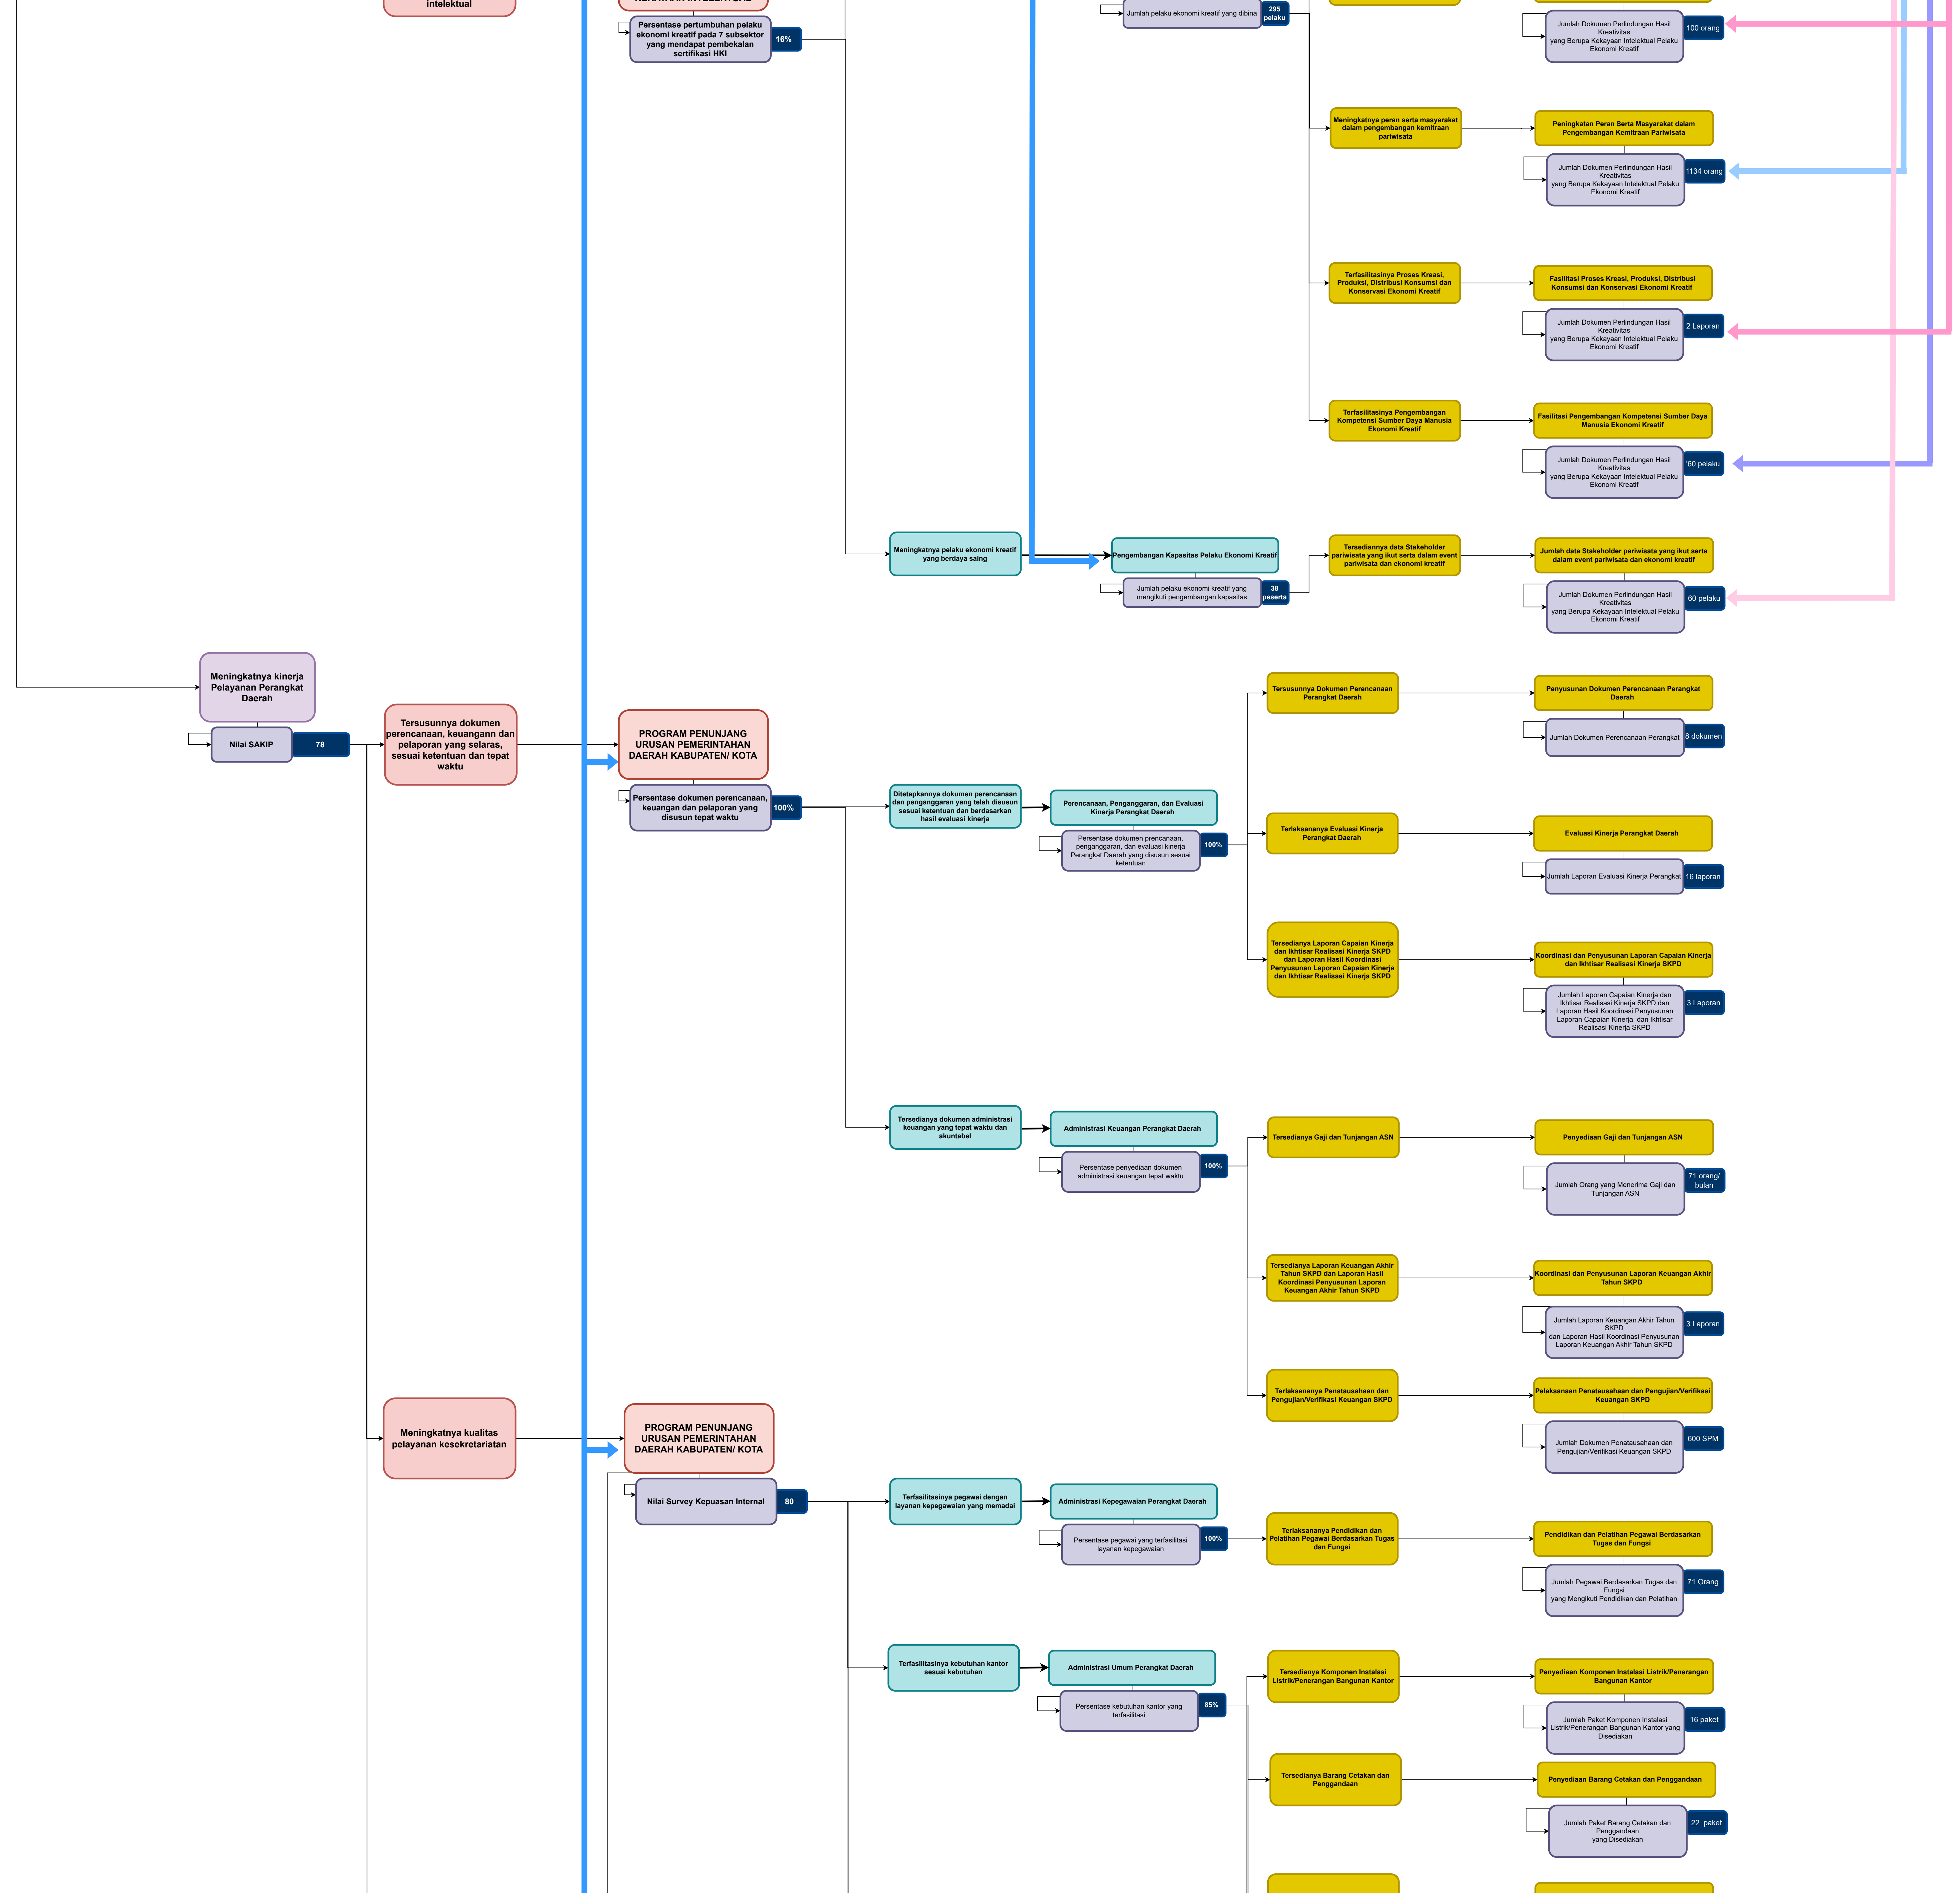 intelektual
Persentase pertumbuhan pelaku
ekonomi kreatif pada 7 subsektor
yang mendapat pembekalan
sertifikasi HKI
16%
Jumlah pelaku ekonomi kreatif yang dibina
295
pelaku
Jumlah Dokumen Perlindungan Hasil
Kreativitas
yang Berupa Kekayaan Intelektual Pelaku
Ekonomi Kreatif
100 orang
Meningkatnya peran serta masyarakat
dalam pengembangan kemitraan
pariwisata
Peningkatan Peran Serta Masyarakat dalam
Pengembangan Kemitraan Pariwisata
Jumlah Dokumen Perlindungan Hasil
Kreativitas
yang Berupa Kekayaan Intelektual Pelaku
Ekonomi Kreatif
1134 orang
Terfasilitasinya Proses Kreasi,
Produksi, Distribusi Konsumsi dan
Konservasi Ekonomi Kreatif
Fasilitasi Proses Kreasi, Produksi, Distribusi
Konsumsi dan Konservasi Ekonomi Kreatif
Jumlah Dokumen Perlindungan Hasil
Kreativitas
yang Berupa Kekayaan Intelektual Pelaku
Ekonomi Kreatif
2 Laporan
Terfasilitasinya Pengembangan
Kompetensi Sumber Daya Manusia
Ekonomi Kreatif
Fasilitasi Pengembangan Kompetensi Sumber Daya
Manusia Ekonomi Kreatif
Jumlah Dokumen Perlindungan Hasil
Kreativitas
yang Berupa Kekayaan Intelektual Pelaku
Ekonomi Kreatif
'60 pelaku
Meningkatnya pelaku ekonomi kreatif
yang berdaya saing
Pengembangan Kapasitas Pelaku Ekonomi Kreatif
Jumlah pelaku ekonomi kreatif yang
mengikuti pengembangan kapasitas
38
peserta
Tersediannya data Stakeholder
pariwisata yang ikut serta dalam event
pariwisata dan ekonomi kreatif
Jumlah data Stakeholder pariwisata yang ikut serta
dalam event pariwisata dan ekonomi kreatif
Jumlah Dokumen Perlindungan Hasil
Kreativitas
yang Berupa Kekayaan Intelektual Pelaku
Ekonomi Kreatif
60 pelaku
Meningkatnya kinerja
Pelayanan Perangkat
Daerah
Nilai SAKIP
78
Tersusunnya dokumen
perencanaan, keuangann dan
pelaporan yang selaras,
sesuai ketentuan dan tepat
waktu
PROGRAM PENUNJANG
URUSAN PEMERINTAHAN
DAERAH KABUPATEN/ KOTA
Persentase dokumen perencanaan,
keuangan dan pelaporan yang
disusun tepat waktu
100%
Ditetapkannya dokumen perencanaan
dan penganggaran yang telah disusun
sesuai ketentuan dan berdasarkan
hasil evaluasi kinerja
Perencanaan, Penganggaran, dan Evaluasi
Kinerja Perangkat Daerah
Persentase dokumen prencanaan,
penganggaran, dan evaluasi kinerja
Perangkat Daerah yang disusun sesuai
ketentuan
100%
Tersusunnya Dokumen Perencanaan
Perangkat Daerah
Penyusunan Dokumen Perencanaan Perangkat
Daerah
Jumlah Dokumen Perencanaan Perangkat
8 dokumen
Terlaksananya Evaluasi Kinerja
Perangkat Daerah
Evaluasi Kinerja Perangkat Daerah
Jumlah Laporan Evaluasi Kinerja Perangkat
16 laporan
Tersedianya Laporan Capaian Kinerja
dan Ikhtisar Realisasi Kinerja SKPD
dan Laporan Hasil Koordinasi
Penyusunan Laporan Capaian Kinerja
dan Ikhtisar Realisasi Kinerja SKPD
Koordinasi dan Penyusunan Laporan Capaian Kinerja
dan Ikhtisar Realisasi Kinerja SKPD
Jumlah Laporan Capaian Kinerja dan
Ikhtisar Realisasi Kinerja SKPD dan
Laporan Hasil Koordinasi Penyusunan
Laporan Capaian Kinerja  dan Ikhtisar
Realisasi Kinerja SKPD
3 Laporan
Tersedianya dokumen administrasi
keuangan yang tepat waktu dan
akuntabel
Administrasi Keuangan Perangkat Daerah
Persentase penyediaan dokumen
administrasi keuangan tepat waktu
100%
Tersedianya Gaji dan Tunjangan ASN
Penyediaan Gaji dan Tunjangan ASN
Jumlah Orang yang Menerima Gaji dan
Tunjangan ASN
71 orang/
bulan
Tersedianya Laporan Keuangan Akhir
Tahun SKPD dan Laporan Hasil
Koordinasi Penyusunan Laporan
Keuangan Akhir Tahun SKPD
Koordinasi dan Penyusunan Laporan Keuangan Akhir
Tahun SKPD
Jumlah Laporan Keuangan Akhir Tahun
SKPD
dan Laporan Hasil Koordinasi Penyusunan
Laporan Keuangan Akhir Tahun SKPD
3 Laporan
Terlaksananya Penatausahaan dan
Pengujian/Verifikasi Keuangan SKPD
Pelaksanaan Penatausahaan dan Pengujian/Verifikasi
Keuangan SKPD
Jumlah Dokumen Penatausahaan dan
Pengujian/Verifikasi Keuangan SKPD
600 SPM
Meningkatnya kualitas
pelayanan kesekretariatan
PROGRAM PENUNJANG
URUSAN PEMERINTAHAN
DAERAH KABUPATEN/ KOTA
Nilai Survey Kepuasan Internal
80
Terfasilitasinya pegawai dengan
layanan kepegawaian yang memadai
Administrasi Kepegawaian Perangkat Daerah
Persentase pegawai yang terfasilitasi
layanan kepegawaian
100%
Terlaksananya Pendidikan dan
Pelatihan Pegawai Berdasarkan Tugas
dan Fungsi
Pendidikan dan Pelatihan Pegawai Berdasarkan
Tugas dan Fungsi
Jumlah Pegawai Berdasarkan Tugas dan
Fungsi
yang Mengikuti Pendidikan dan Pelatihan
71 Orang
Terfasilitasinya kebutuhan kantor
sesuai kebutuhan
Administrasi Umum Perangkat Daerah
Persentase kebutuhan kantor yang
terfasilitasi
85%
Tersedianya Komponen Instalasi
Listrik/Penerangan Bangunan Kantor
Penyediaan Komponen Instalasi Listrik/Penerangan
Bangunan Kantor
Jumlah Paket Komponen Instalasi
Listrik/Penerangan Bangunan Kantor yang
Disediakan
16 paket
Tersedianya Barang Cetakan dan
Penggandaan
Penyediaan Barang Cetakan dan Penggandaan
Jumlah Paket Barang Cetakan dan
Penggandaan
yang Disediakan
22  paket